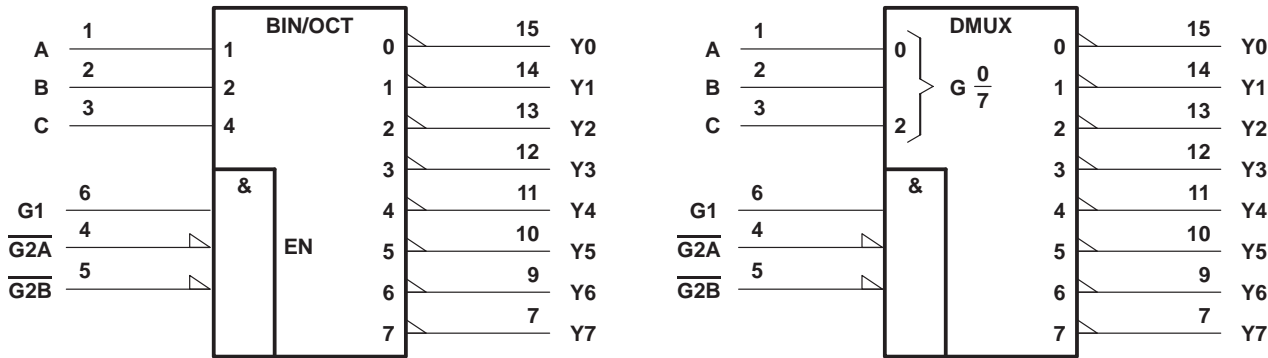 BIN/OCT
A 1 1 0 15 Y0
B 2 2 1 14 Y1
C 3 4 2 13 Y2
3 12 Y3
&
G1 6 4 11 Y4
G2A 4 EN 5 10 Y5
G2B 5 6 9 Y6
7 7 Y7
DMUX
A 1 0 0 15 Y0
B 2 G 0/7 1 14 Y1
C 3 2 2 13 Y2
3 12 Y3
&
G1 6 4 11 Y4
G2A 4 5 10 Y5
G2B 5 6 9 Y6
7 7 Y7